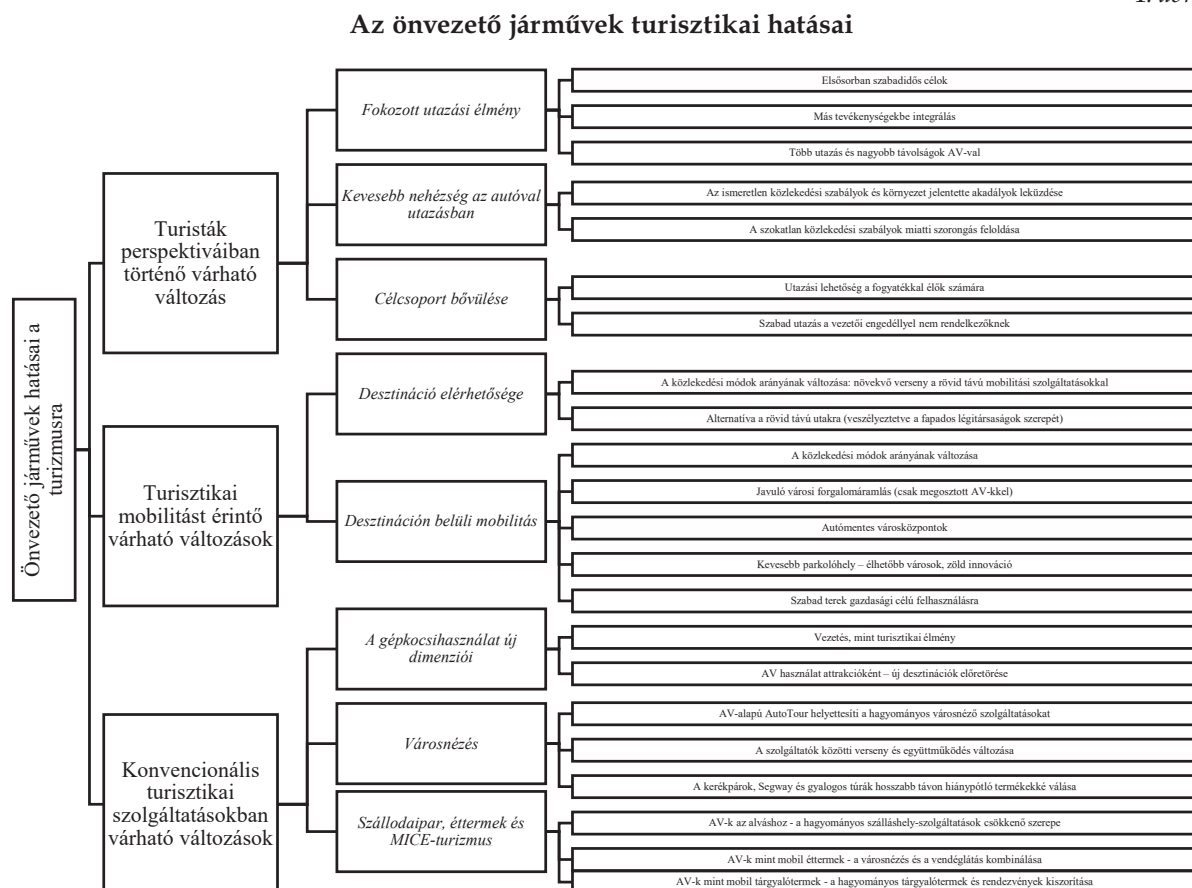 Az önvezető járművek turisztikai hatásai
Önvezető járművek hatásai a
turizmusra
Turisták
perspektíváiban
történő várható
változás
Fokozott utazási élmény
Elsősorban szabadidős célok
Más tevékenységekbe integrálás
Több utazás és nagyobb távolságok AV-val
Kevesebb nehézség az autóval
utazásban
Az ismeretlen közlekedési szabályok és környezet jelentette akadályok leküzdése
A szokatlan közlekedési szabályok miatti szorongás feloldása
Célcsoport bővülése
Utazási lehetőség a fogyatékkal élők számára
Szabad utazás a vezetői engedéllyel nem rendelkezőknek
Turisztikai
mobilitást érintő
várható változások
Desztináció elérhetősége
A közlekedési módok arányának változása: növekvő verseny a rövid távú mobilitási szolgáltatásokkal
Alternatíva a rövid távú utakra (veszélyeztetve a fapados légitársaságok szerepét)
Desztináción belüli mobilitás
A közlekedési módok arányának változása
Javuló városi forgalomáramlás (csak megosztott AV-kkel)
Autómentes városközpontok
Kevesebb parkolóhely – élhetőbb városok, zöld innováció
Szabad terek gazdasági célú felhasználásra
Konvencionális
turisztikai
szolgáltatásokban
várható változások
A gépkocsihasználat új
dimenziói
Vezetés, mint turisztikai élmény
AV használat attrakcióként – új desztinációk előretörése
Városnézés
AV-alapú AutoTour helyettesíti a hagyományos városnéző szolgáltatásokat
A szolgáltatók közötti verseny és együttműködés változása
A kerékpárok, Segway és gyalogos túrák hosszabb távon hiánypótló termékekké válása
Szállodaipar, éttermek és
MICE-turizmus
AV-k az alváshoz - a hagyományos szálláshely-szolgáltatások csökkenő szerepe
AV-k mint mobil éttermek - a városnézés és a vendéglátás kombinálása
AV-k mint mobil tárgyalótermek - a hagyományos tárgyalótermek és rendezvények kiszorítása